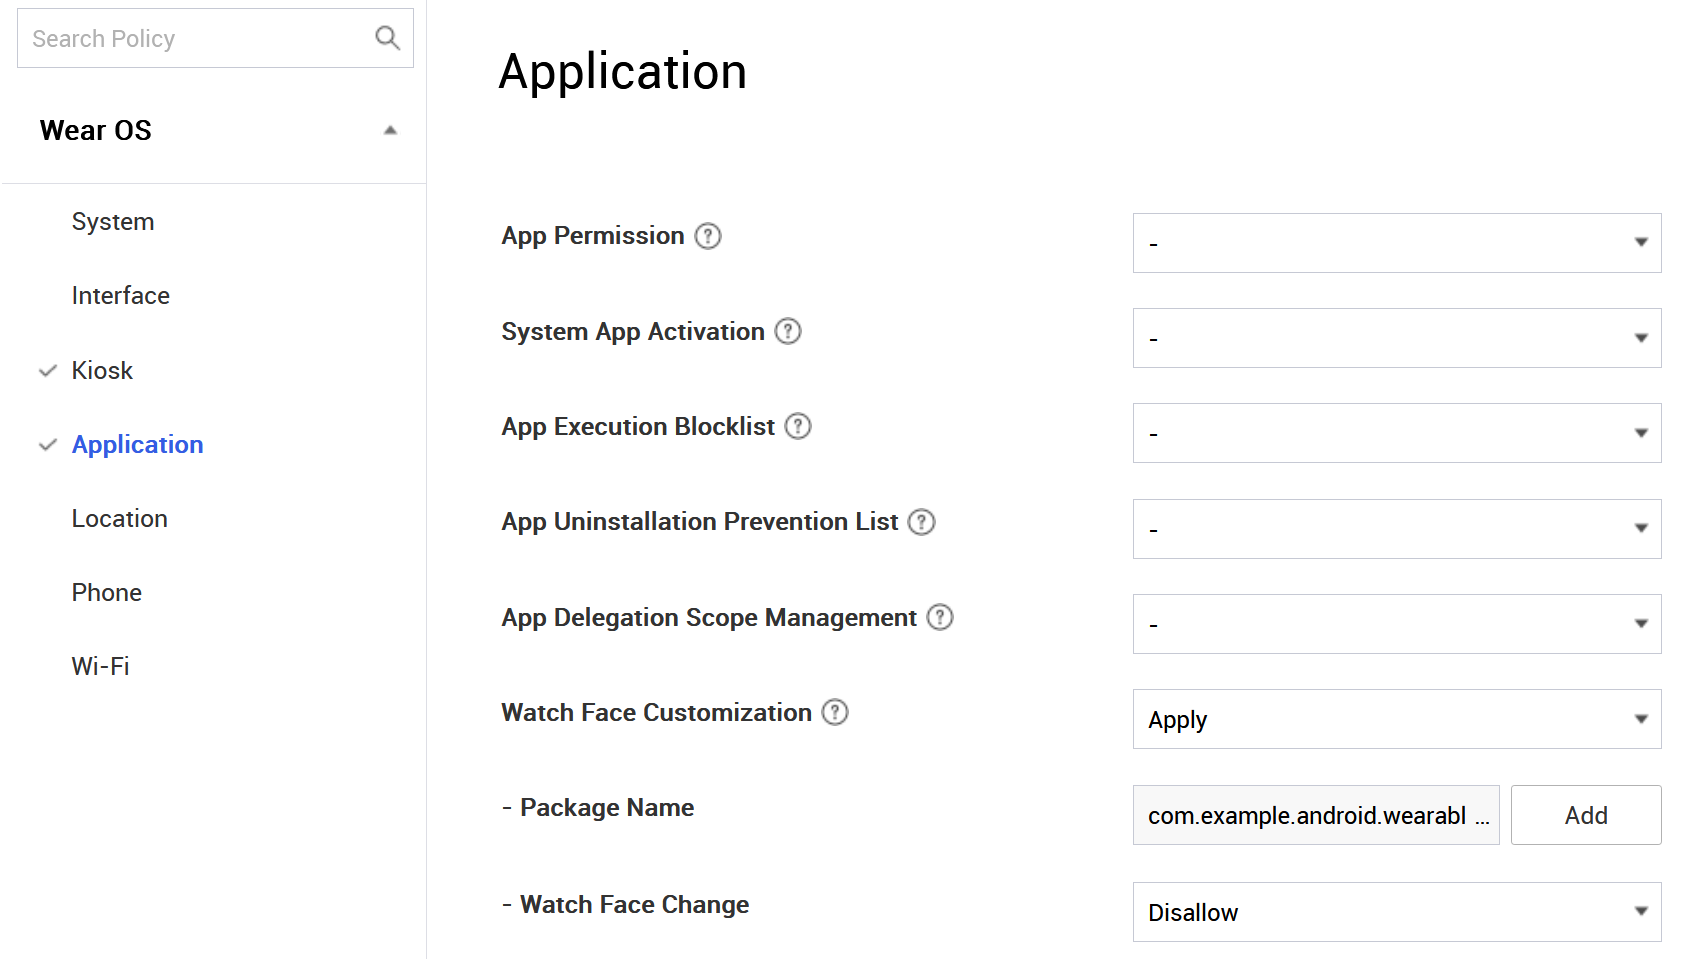 Search Policy
Wear OS
System
Interface
Kiosk
Application
Location
Phone
Wi-Fi
Application
App Permission ?
-
System App Activation ?
-
App Execution Blocklist ?
-
App Uninstallation Prevention List ?
-
App Delegation Scope Management ?
-
Watch Face Customization ?
Apply
- Package Name
com.example.android.wearabl ...
Add
- Watch Face Change
Disallow